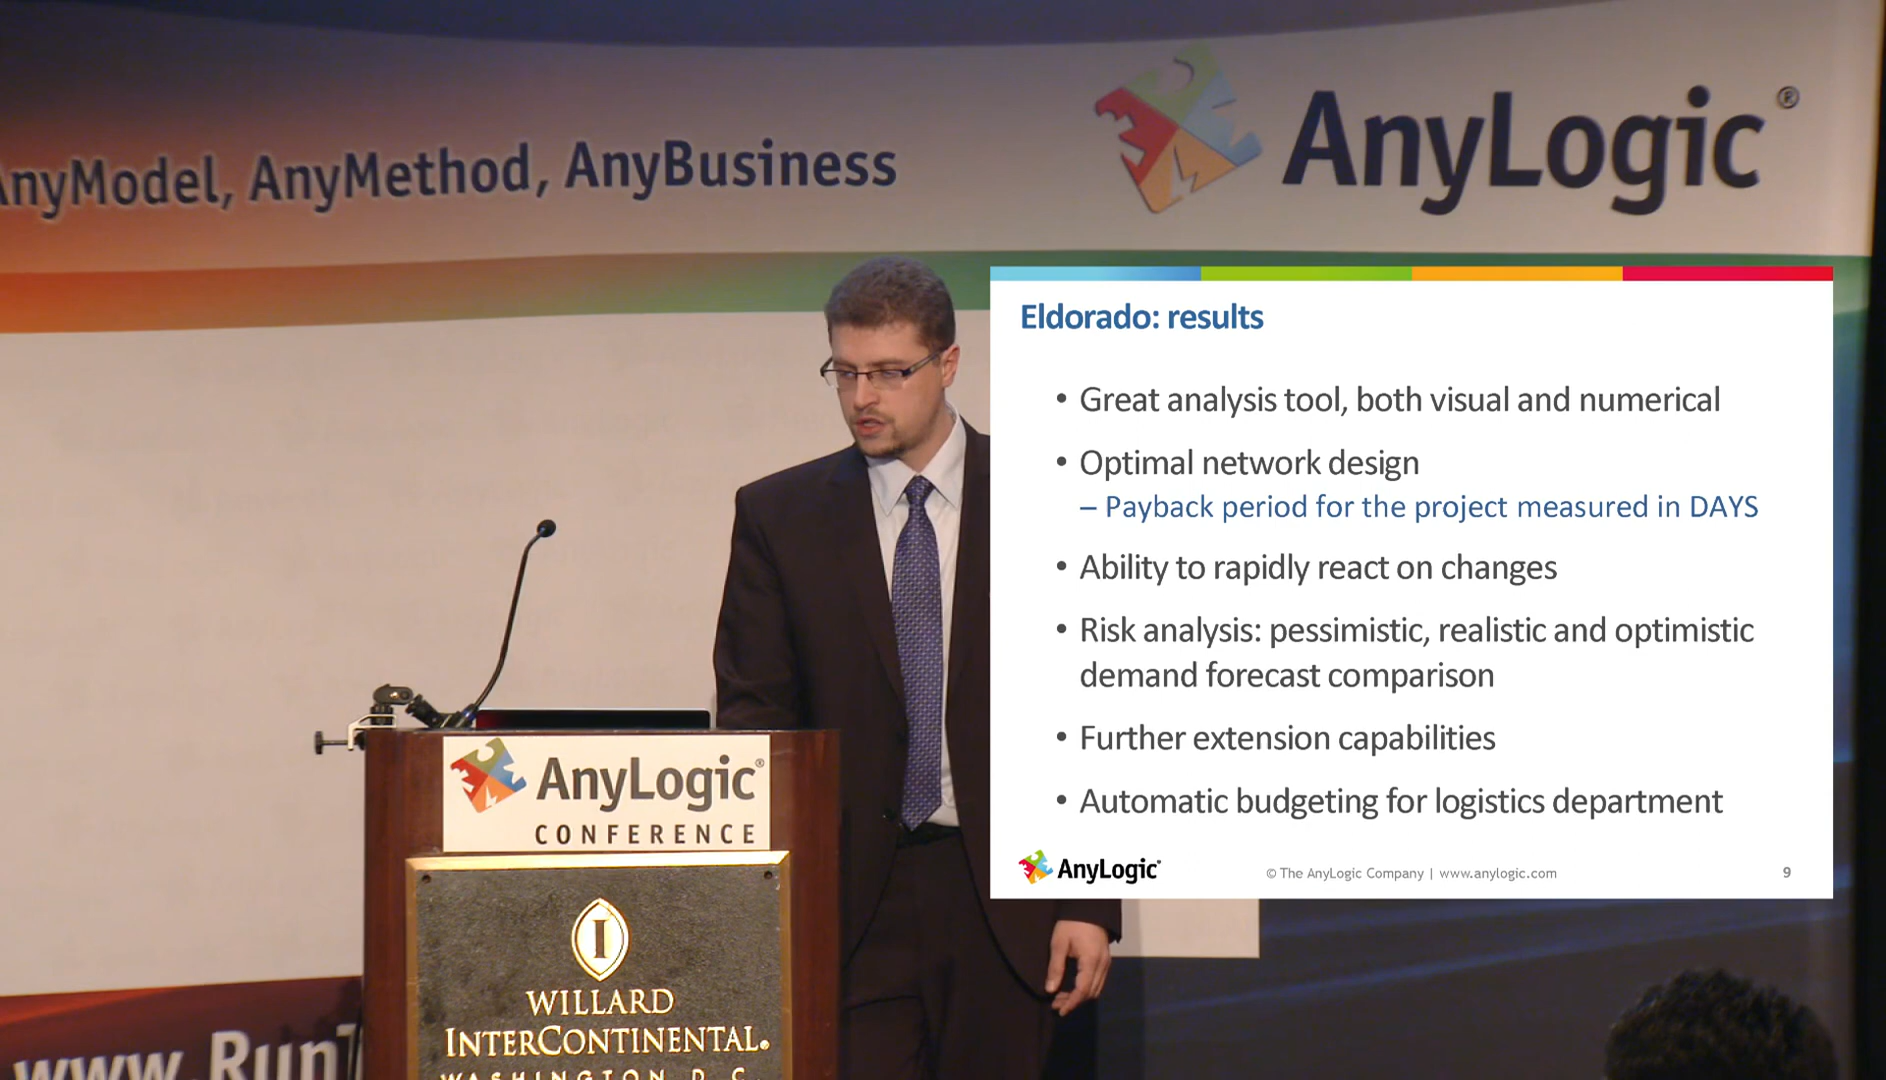 AnyModel, AnyMethod, AnyBusiness
AnyLogic®
Eldorado: results
• Great analysis tool, both visual and numerical
• Optimal network design
– Payback period for the project measured in DAYS
• Ability to rapidly react on changes
• Risk analysis: pessimistic, realistic and optimistic
demand forecast comparison
• Further extension capabilities
• Automatic budgeting for logistics department
AnyLogic®
© The AnyLogic Company | www.anylogic.com
9
AnyLogic®
CONFERENCE
I
WILLARD
INTERCONTINENTAL.
WASHINGTON D.C.
www.Run